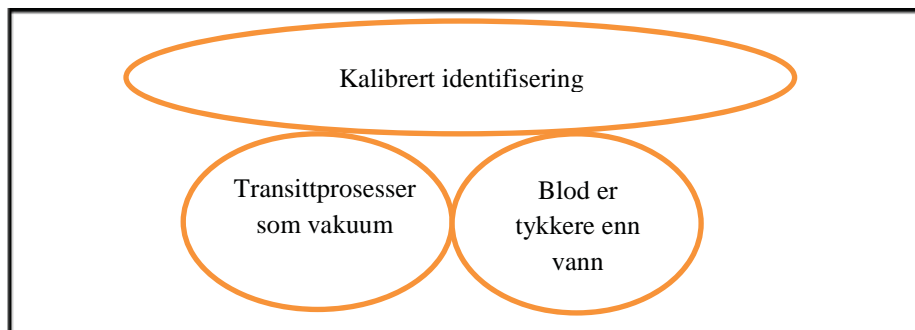 Kalibrert identifisering
Transittprosesser
som vakuum
Blod er
tykkere enn
vann